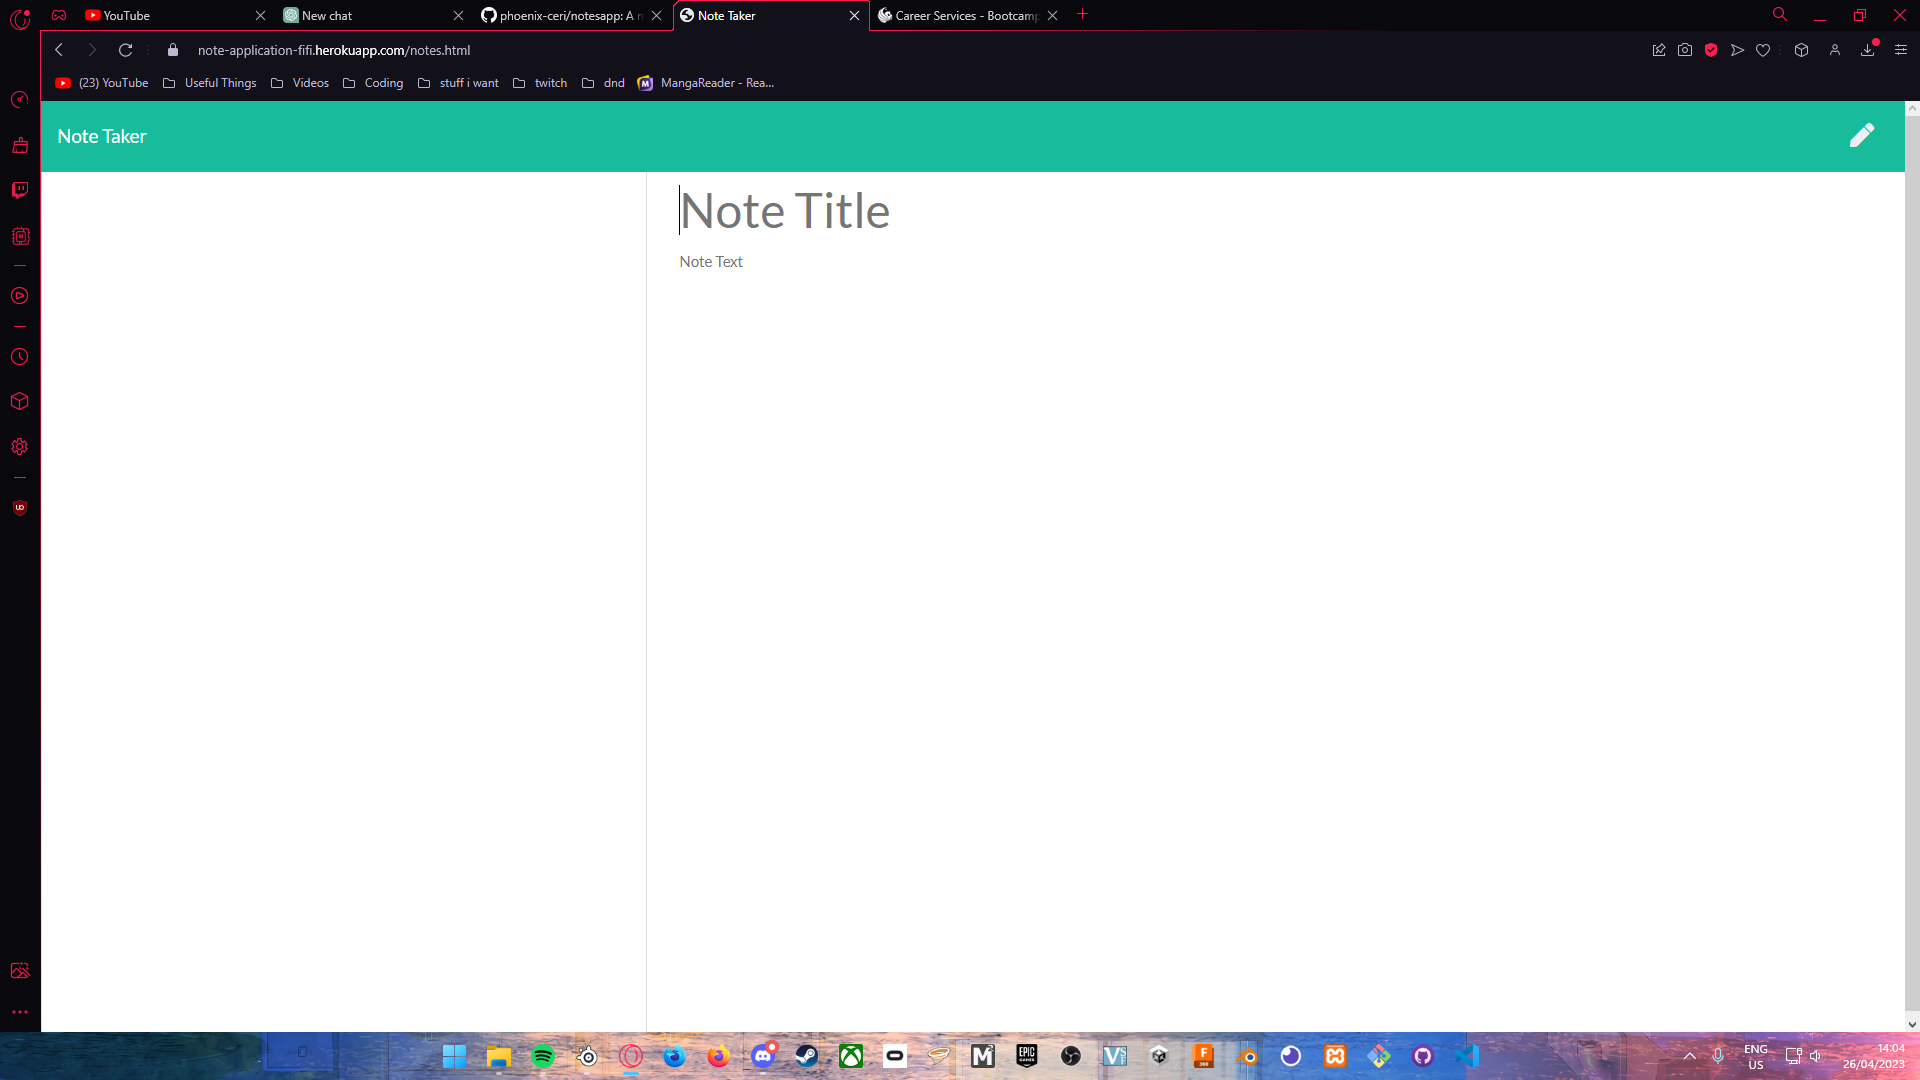 YouTube
New chat
phoenix-ceri/notesapp: A n
Note Taker
Career Services - Bootcamp
note-application-fifi.herokuapp.com/notes.html
(23) YouTube
Useful Things
Videos
Coding
stuff i want
twitch
dnd
MangaReader - Rea...
Note Taker
Note Title
Note Text
EPIC
GAMES
ENG
US
14:04
26/04/2023